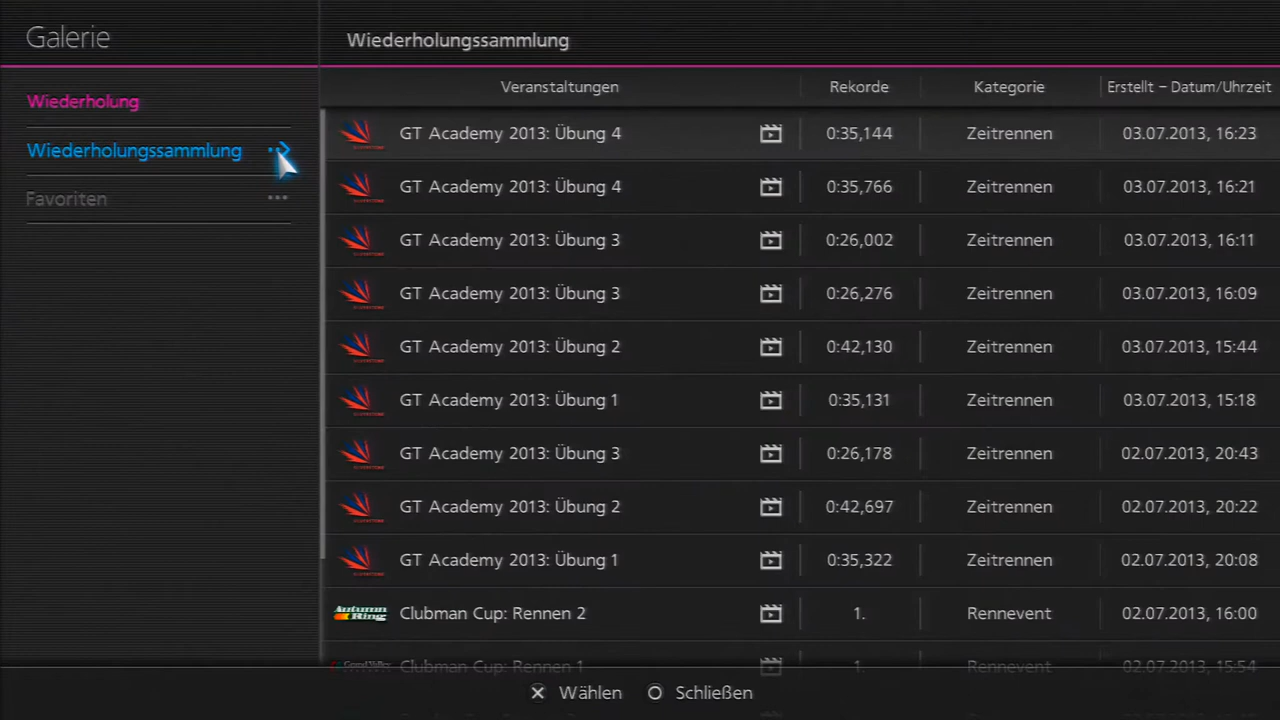 Galerie
Wiederholungssammlung
Wiederholung
Wiederholungssammlung
Favoriten
Veranstaltungen Rekorde Kategorie Erstellt – Datum/Uhrzeit
GT Academy 2013: Übung 4 0:35,144 Zeitrennen 03.07.2013, 16:23
GT Academy 2013: Übung 4 0:35,766 Zeitrennen 03.07.2013, 16:21
GT Academy 2013: Übung 3 0:26,002 Zeitrennen 03.07.2013, 16:11
GT Academy 2013: Übung 3 0:26,276 Zeitrennen 03.07.2013, 16:09
GT Academy 2013: Übung 2 0:42,130 Zeitrennen 03.07.2013, 15:44
GT Academy 2013: Übung 1 0:35,131 Zeitrennen 03.07.2013, 15:18
GT Academy 2013: Übung 3 0:26,178 Zeitrennen 02.07.2013, 20:43
GT Academy 2013: Übung 2 0:42,697 Zeitrennen 02.07.2013, 20:22
GT Academy 2013: Übung 1 0:35,322 Zeitrennen 02.07.2013, 20:08
Autumn Ring Clubman Cup: Rennen 2 1. Rennevent 02.07.2013, 16:00
Clubman Cup: Rennen 1 1. Rennevent 02.07.2013, 15:54
Wählen Schließen